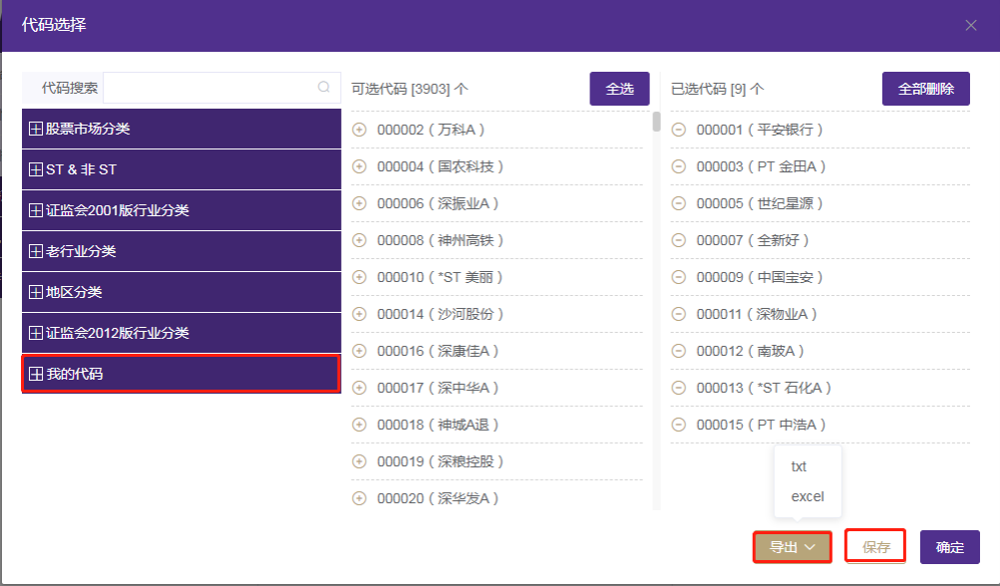 代码选择
代码搜索
股票市场分类
ST & 非 ST
证监会2001版行业分类
老行业分类
地区分类
证监会2012版行业分类
我的代码
可选代码 [3903] 个
全选
000002 ( 万科A )
000004 ( 国农科技 )
000006 ( 深振业A )
000008 ( 神州高铁 )
000010 ( *ST 美丽 )
000014 ( 沙河股份 )
000016 ( 深康佳A )
000017 ( 深中华A )
000018 ( 神城A退 )
000019 ( 深粮控股 )
000020 ( 深华发A )
已选代码 [9] 个
全部删除
000001 ( 平安银行 )
000003 ( PT 金田A )
000005 ( 世纪星源 )
000007 ( 全新好 )
000009 ( 中国宝安 )
000011 ( 深物业A )
000012 ( 南玻A )
000013 ( *ST 石化A )
000015 ( PT 中浩A )
txt
excel
导出
保存
确定